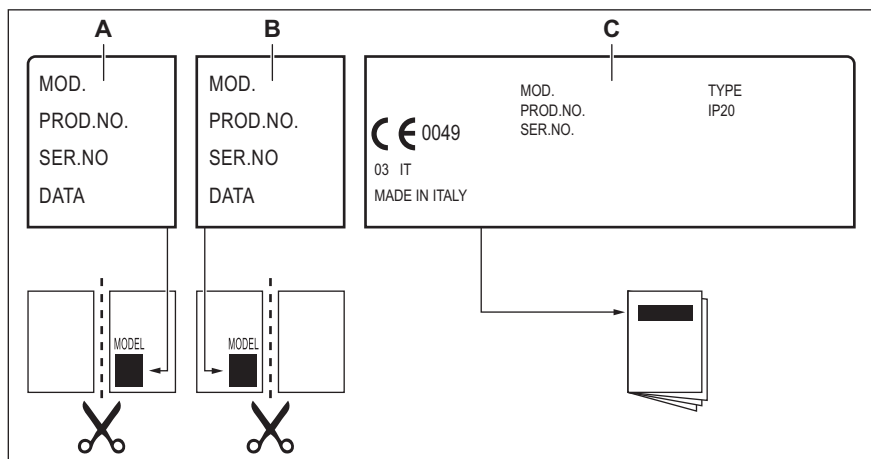 A
B
C
MOD.
PROD.NO.
SER.NO
DATA
MOD.
PROD.NO.
SER.NO
DATA
MOD.
PROD.NO.
SER.NO.
TYPE
IP20
CE 0049
03 IT
MADE IN ITALY
MODEL
MODEL